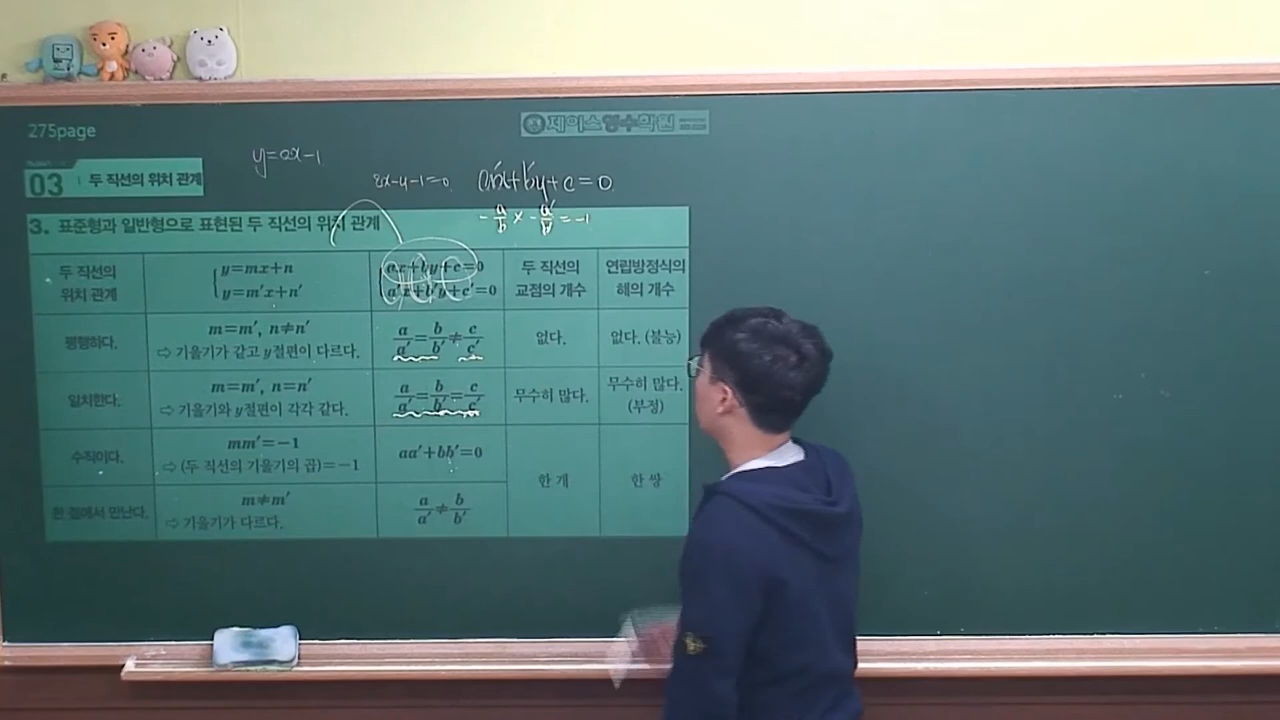 275page
제이스영수학원
03 두 직선의 위치 관계
y=ax-1
ax-y-1=0
a'x+b'y+c=0
-a/b × -a'/b' = -1
3. 표준형과 일반형으로 표현된 두 직선의 위치 관계
두 직선의 위치 관계
y=mx+n
y=m'x+n'
ax+by+c=0
a'x+b'y+c'=0
두 직선의 교점의 개수
연립방정식의 해의 개수
평행하다.
m=m', n≠n'
⇨ 기울기가 같고 y절편이 다르다.
a/a'=b/b'≠c/c'
없다.
없다. (불능)
일치한다.
m=m', n=n'
⇨ 기울기와 y절편이 각각 같다.
a/a'=b/b'=c/c'
무수히 많다.
무수히 많다. (부정)
수직이다.
mm'=-1
⇨ (두 직선의 기울기의 곱)=-1
aa'+bb'=0
한 개
한 쌍
한 점에서 만난다.
m≠m'
⇨ 기울기가 다르다.
a/a'≠b/b'